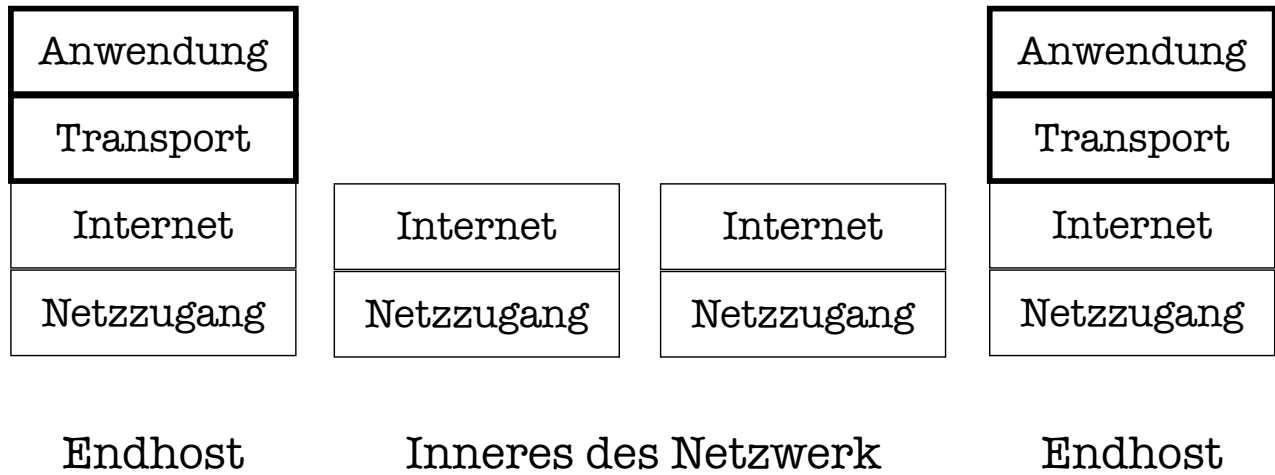 Anwendung Anwendung
Transport Transport
Internet Internet Internet Internet
Netzzugang Netzzugang Netzzugang Netzzugang
Endhost Inneres des Netzwerk Endhost